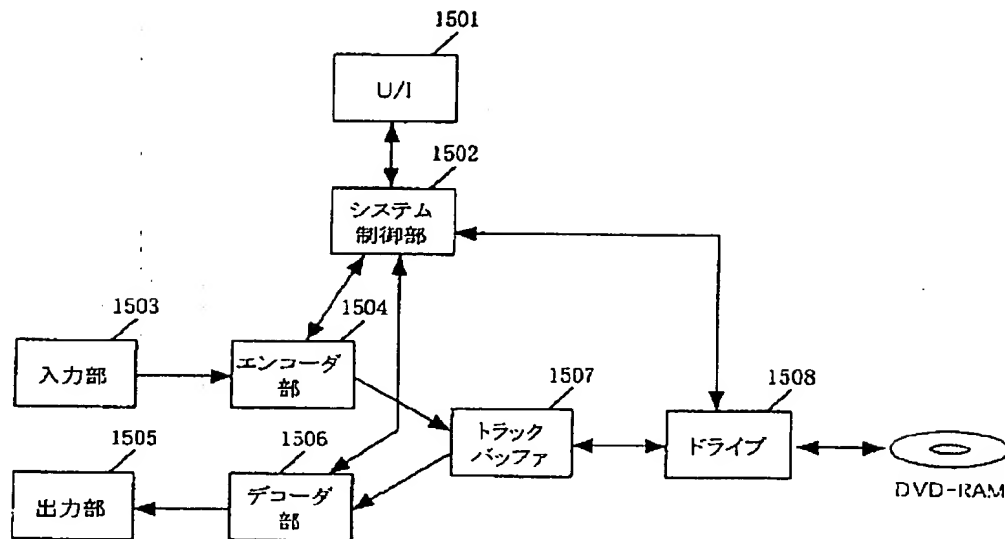 1501
U/I
1502
システム
制御部
1503
入力部
1504
エンコーダ
部
1507
トラック
バッファ
1508
ドライブ
DVD-RAM
1505
出力部
1506
デコーダ
部